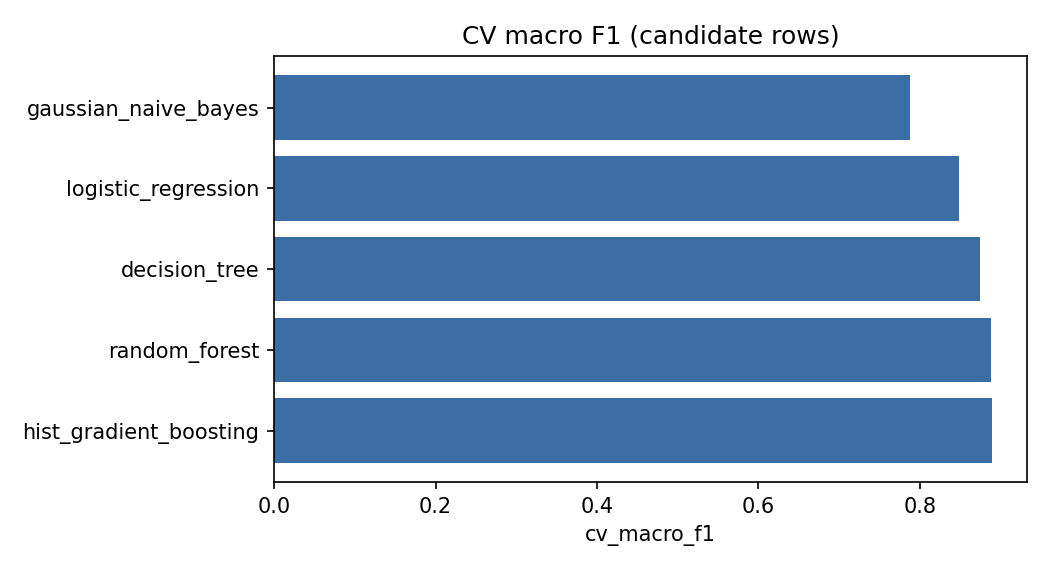 CV macro F1 (candidate rows)
gaussian_naive_bayes
logistic_regression
decision_tree
random_forest
hist_gradient_boosting
0.0 0.2 0.4 0.6 0.8
cv_macro_f1